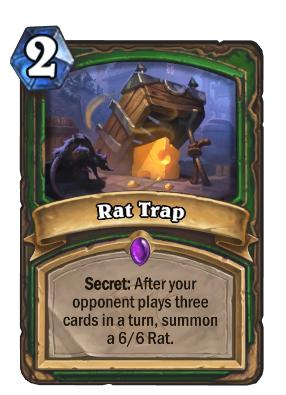 2
Rat Trap
Secret: After your
opponent plays three
cards in a turn, summon
a 6/6 Rat.